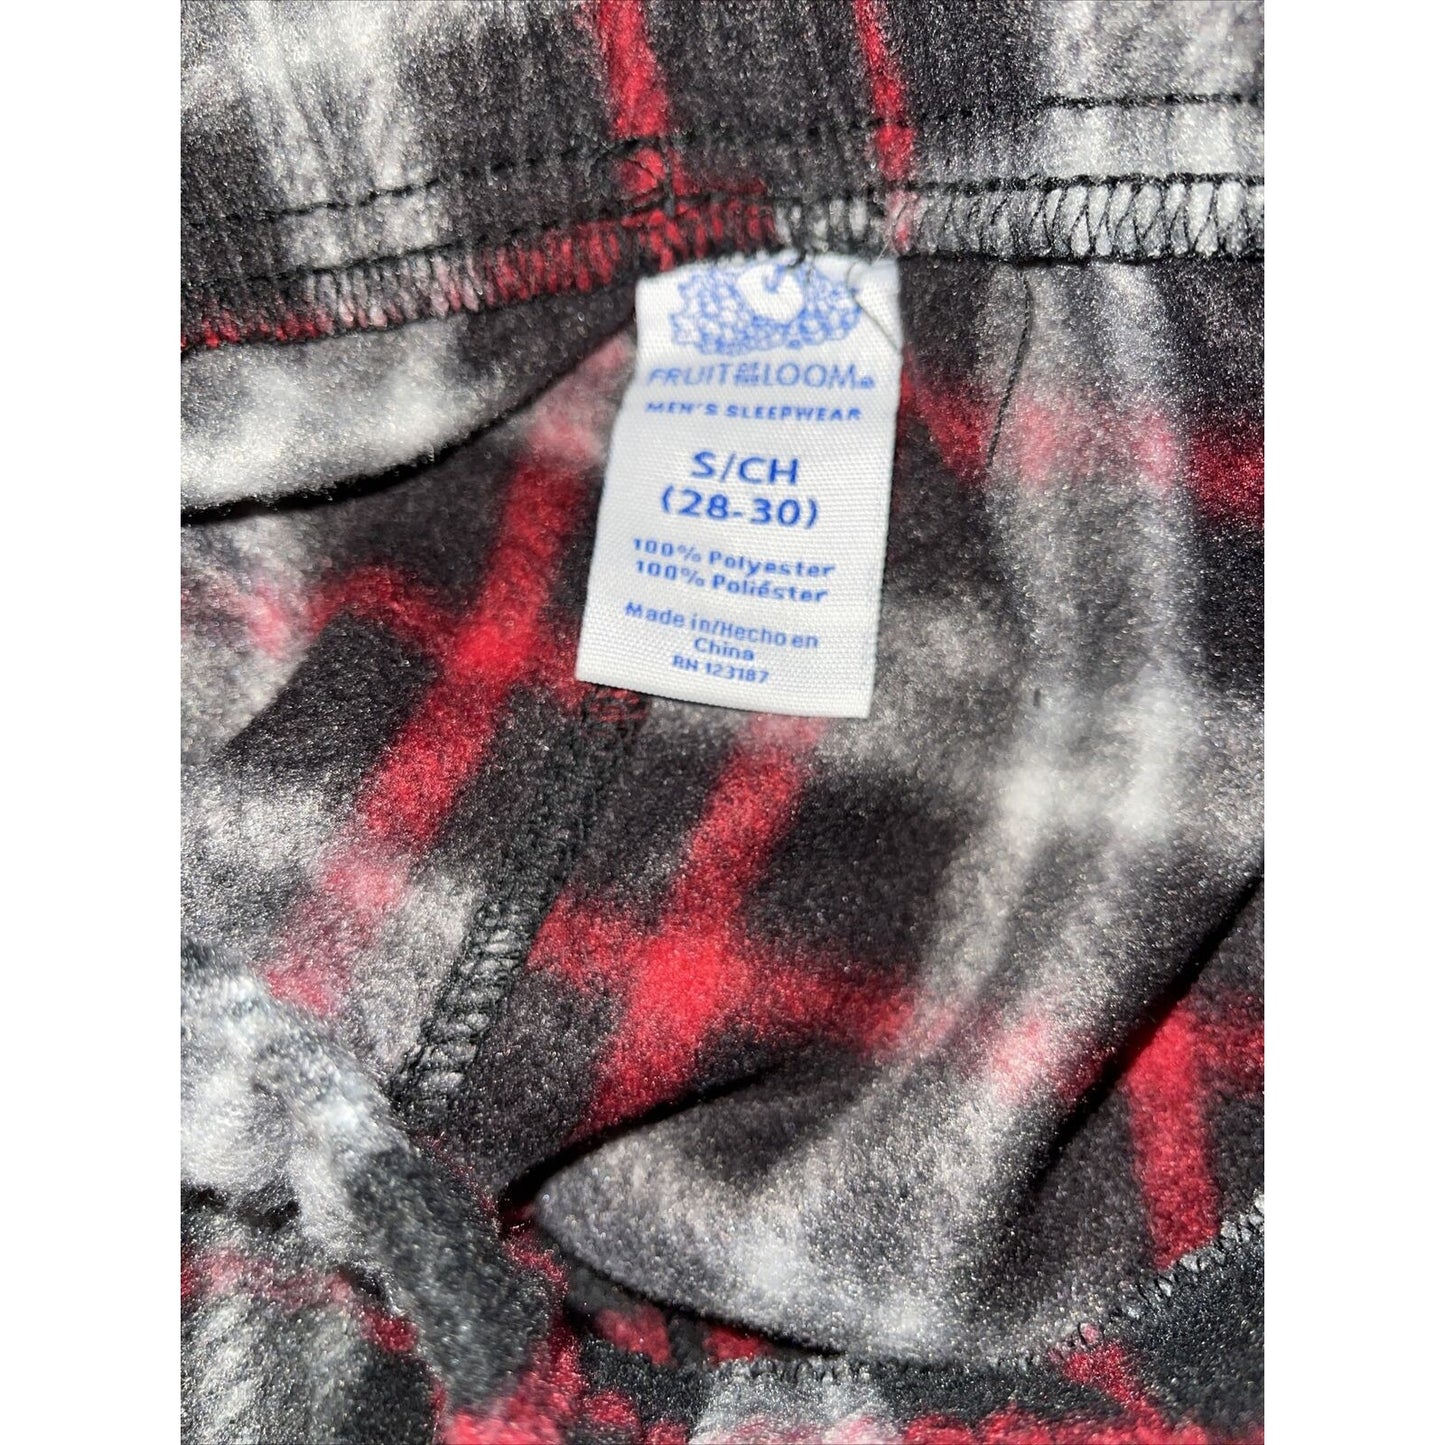 FRUIT OF THE LOOM®
MEN'S SLEEPWEAR
S/CH
(28-30)
100% Polyester
100% Poliéster
Made in/Hecho en
China
RN 123187